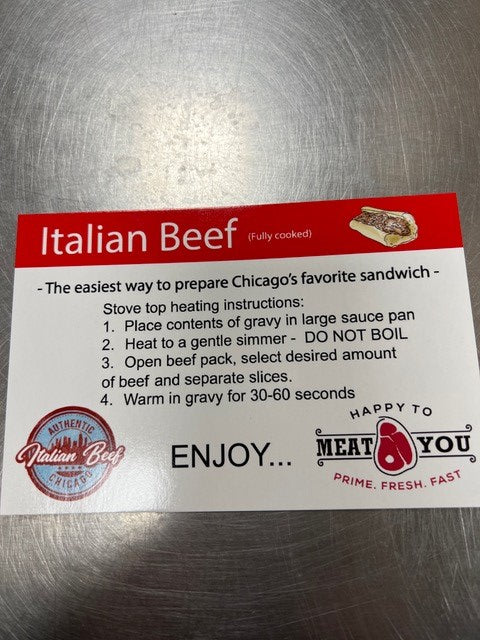 Italian Beef (Fully cooked)
- The easiest way to prepare Chicago's favorite sandwich -
Stove top heating instructions:
1. Place contents of gravy in large sauce pan
2. Heat to a gentle simmer - DO NOT BOIL
3. Open beef pack, select desired amount
of beef and separate slices.
4. Warm in gravy for 30-60 seconds
AUTHENTIC
Italian Beef
CHICAGO
ENJOY...
HAPPY TO
MEAT YOU
PRIME. FRESH. FAST